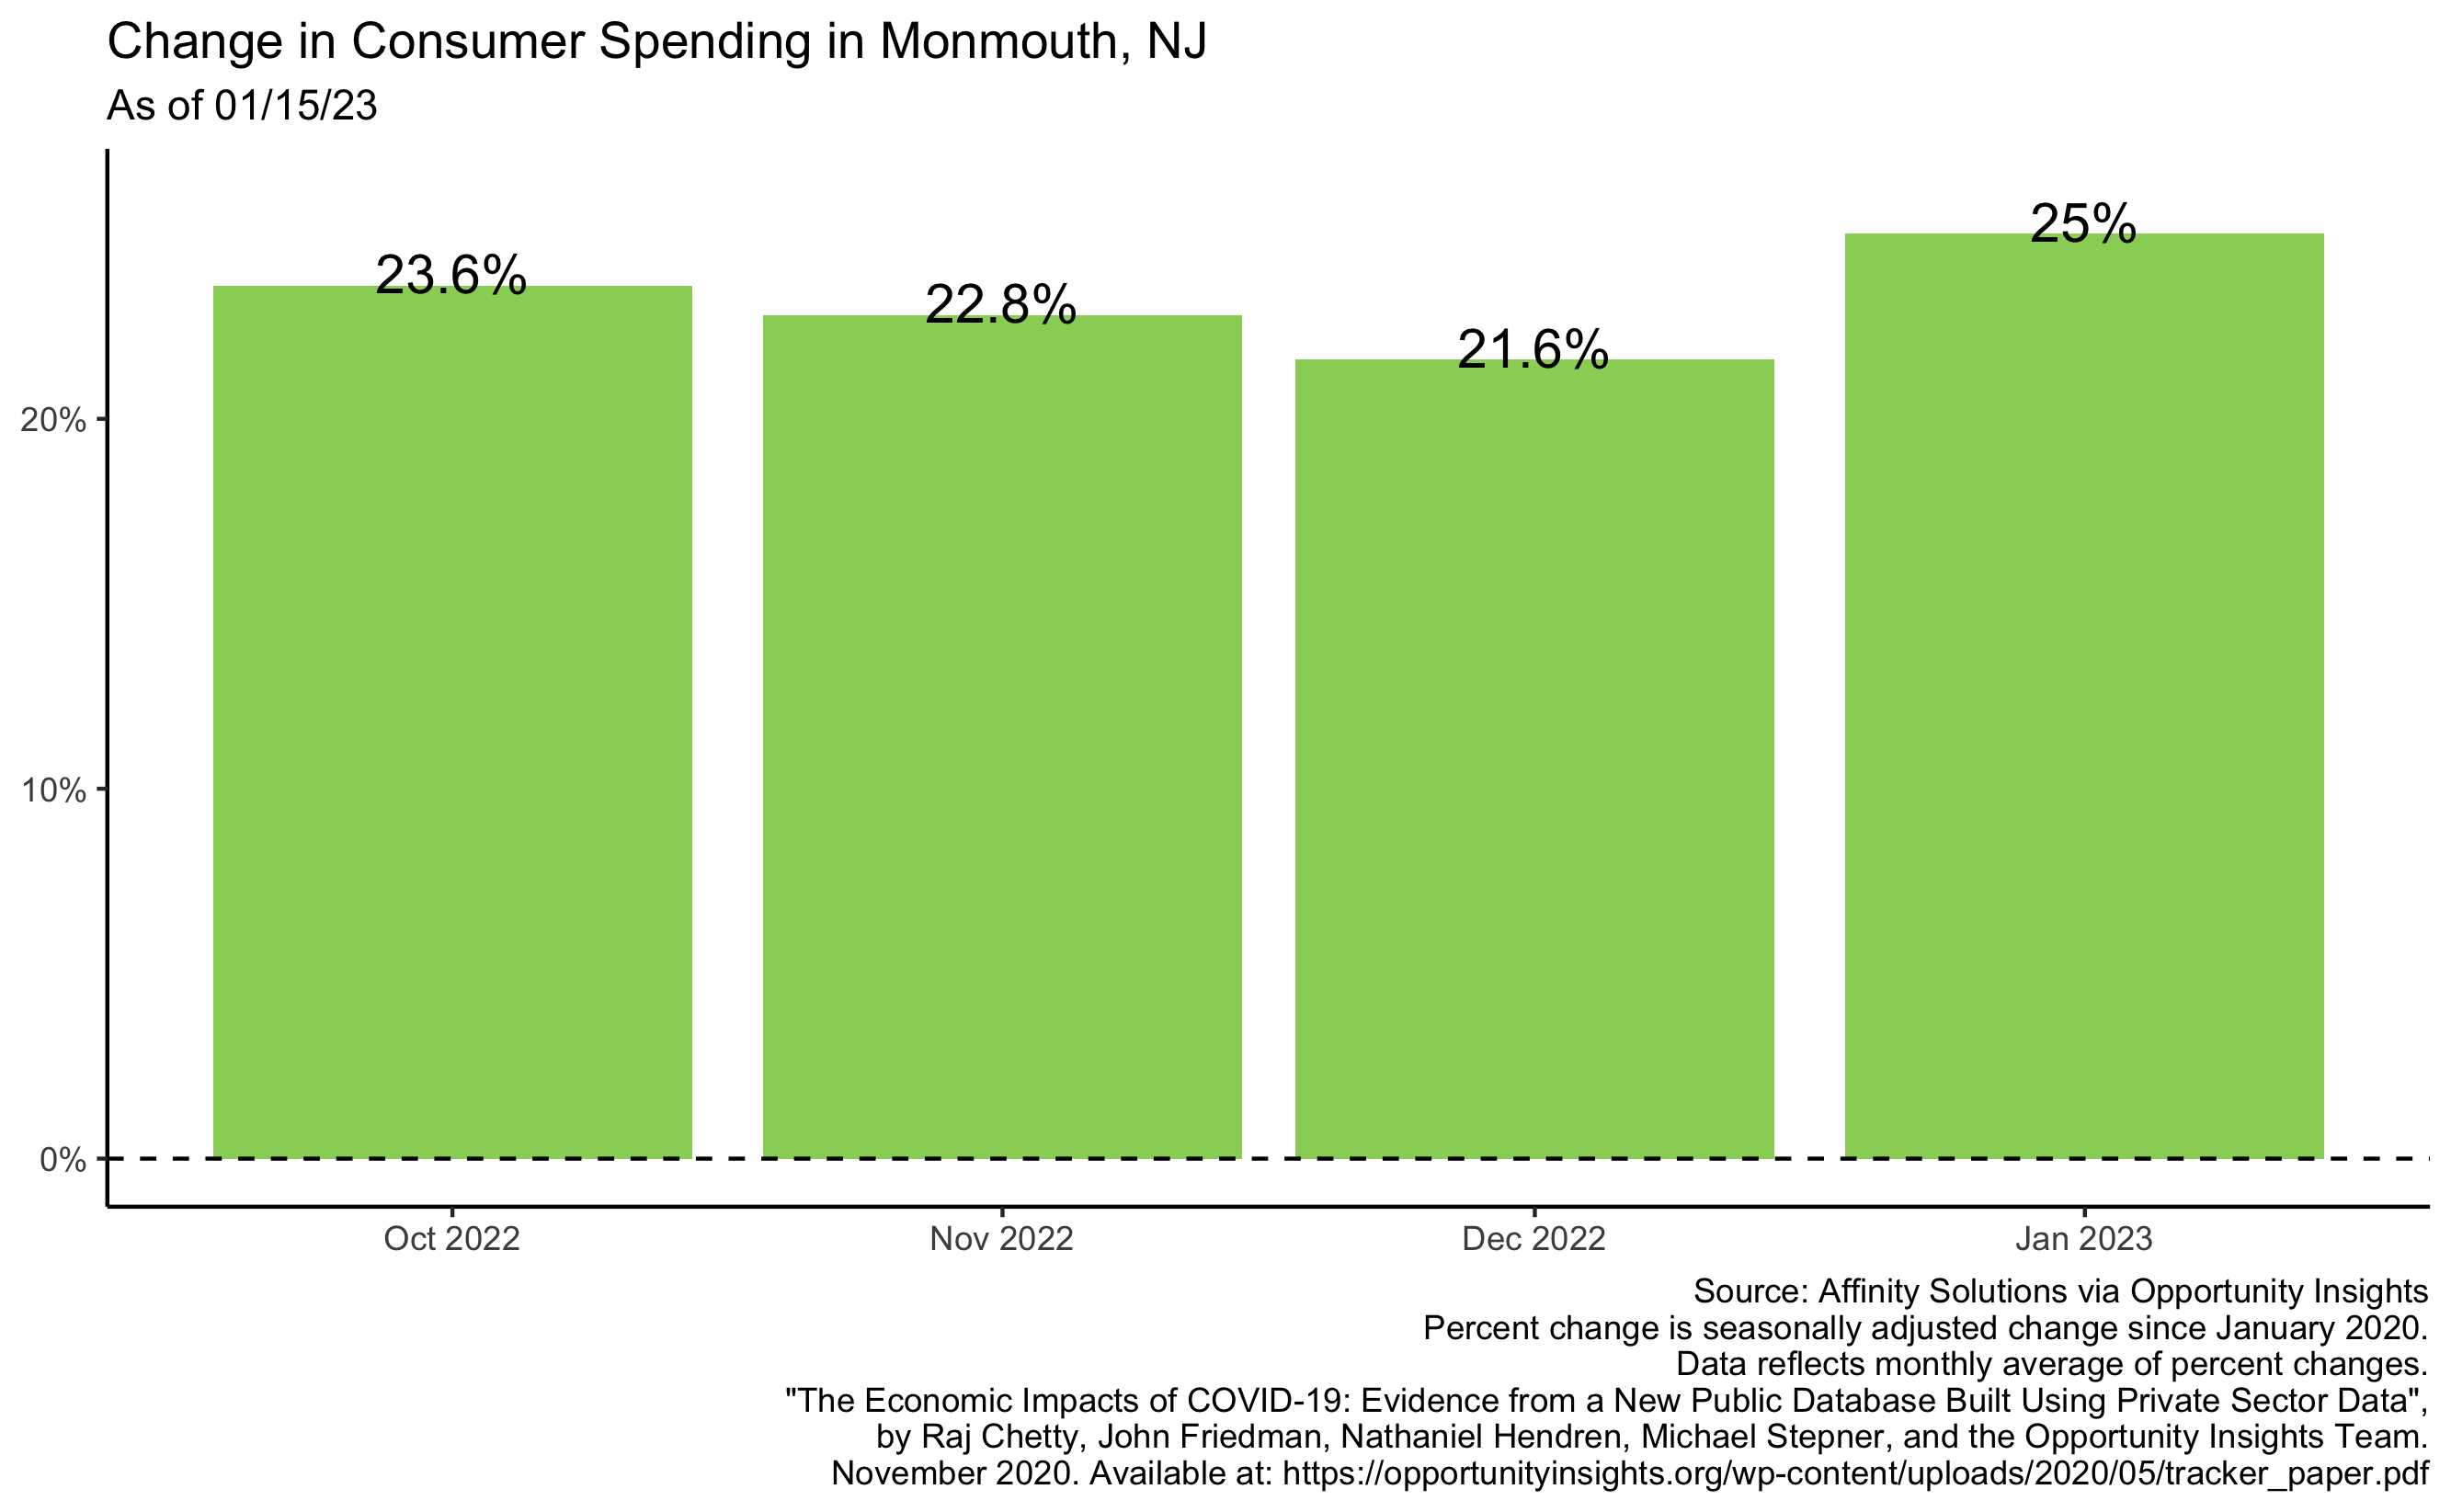 Change in Consumer Spending in Monmouth, NJ
As of 01/15/23
25%
23.6%
22.8%
21.6%
20%
10%
0%
Oct 2022
Nov 2022
Dec 2022
Jan 2023
Source: Affinity Solutions via Opportunity Insights
Percent change is seasonally adjusted change since January 2020.
Data reflects monthly average of percent changes.
"The Economic Impacts of COVID-19: Evidence from a New Public Database Built Using Private Sector Data",
by Raj Chetty, John Friedman, Nathaniel Hendren, Michael Stepner, and the Opportunity Insights Team.
November 2020. Available at: https://opportunityinsights.org/wp-content/uploads/2020/05/tracker_paper.pdf